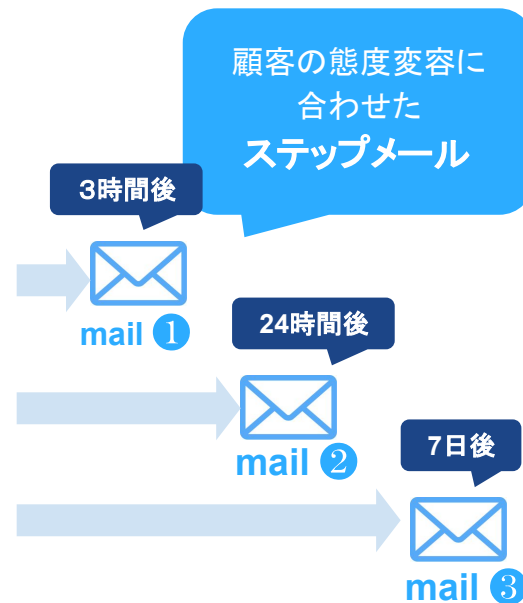 顧客の態度変容に
合わせた
ステップメール
3時間後
mail ❶
24時間後
mail ❷
7日後
mail ❸